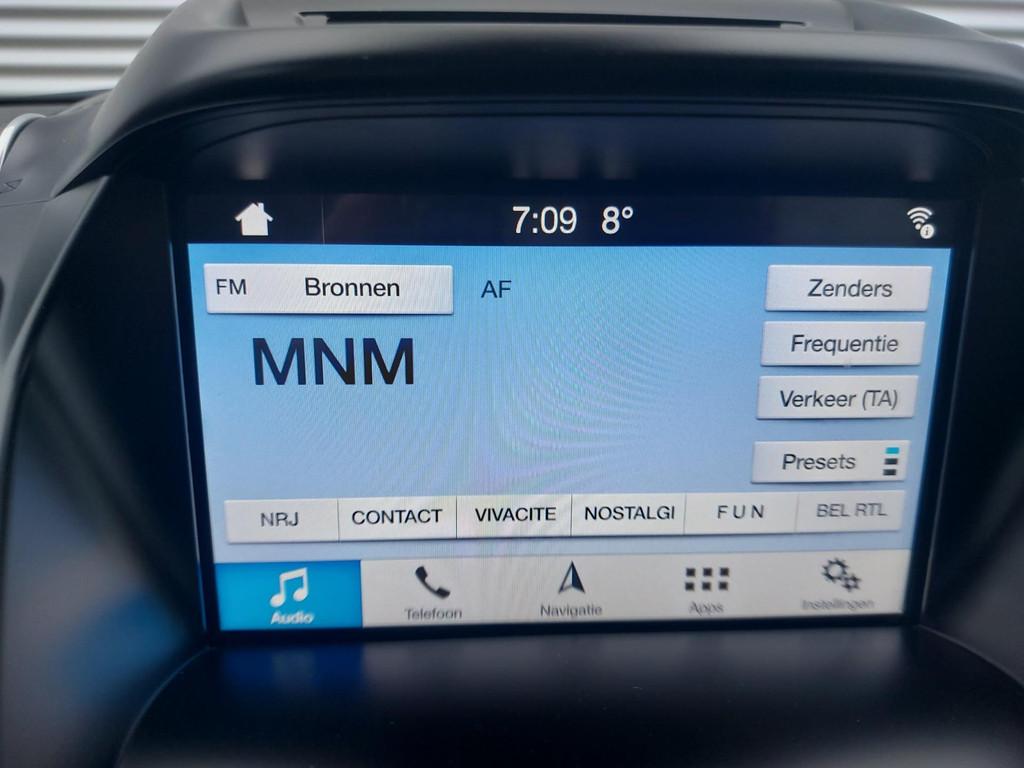 7:09 8°
FM Bronnen AF Zenders
MNM
Frequentie
Verkeer (TA)
Presets
NRJ CONTACT VIVACITE NOSTALGI F U N BEL RTL
Audio Telefoon Navigatie Apps Instellingen